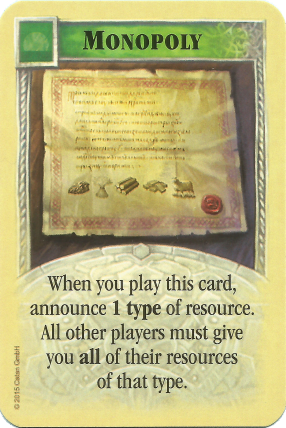 MONOPOLY
When you play this card,
announce 1 type of resource.
All other players must give
you all of their resources
of that type.
© 2015 Catan GmbH